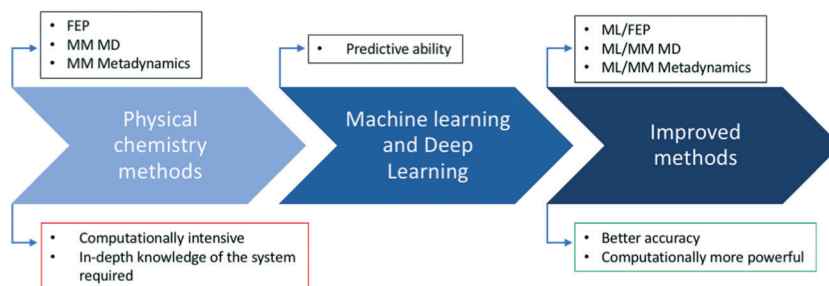 • FEP
• MM MD
• MM Metadynamics
• Predictive ability
• ML/FEP
• ML/MM MD
• ML/MM Metadynamics
Physical
chemistry
methods
Machine learning
and Deep
Learning
Improved
methods
• Computationally intensive
• In-depth knowledge of the system
required
• Better accuracy
• Computationally more powerful